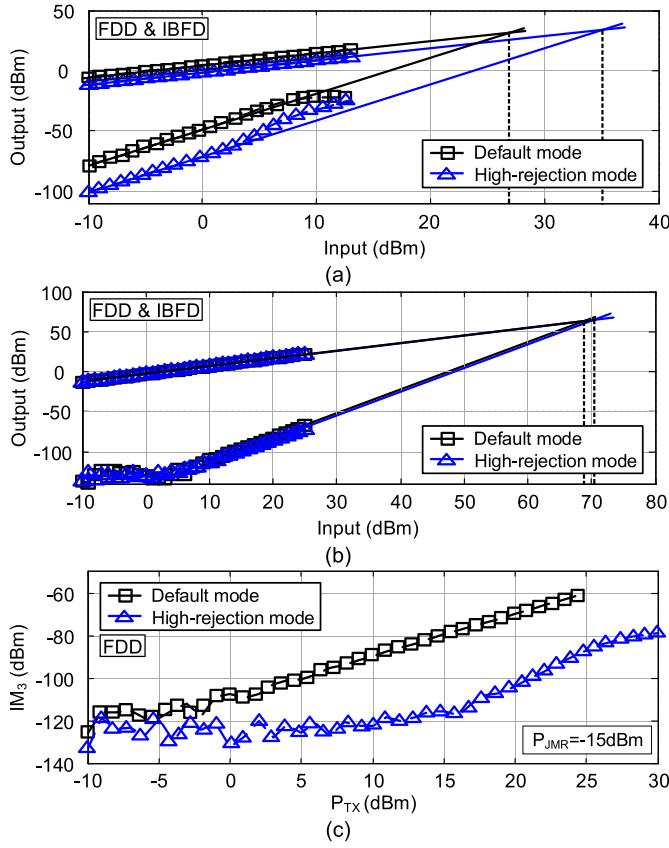 50
0
-50
-100
Output (dBm)
FDD & IBFD
Default mode
High-rejection mode
-10 0 10 20 30 40
Input (dBm)
(a)
100
50
0
-50
-100
Output (dBm)
FDD & IBFD
Default mode
High-rejection mode
-10 0 10 20 30 40 50 60 70 80
Input (dBm)
(b)
-60
-80
-100
-120
-140
IM3 (dBm)
Default mode
High-rejection mode
FDD
PJMR=-15dBm
-10 -5 0 5 10 15 20 25 30
PTX (dBm)
(c)